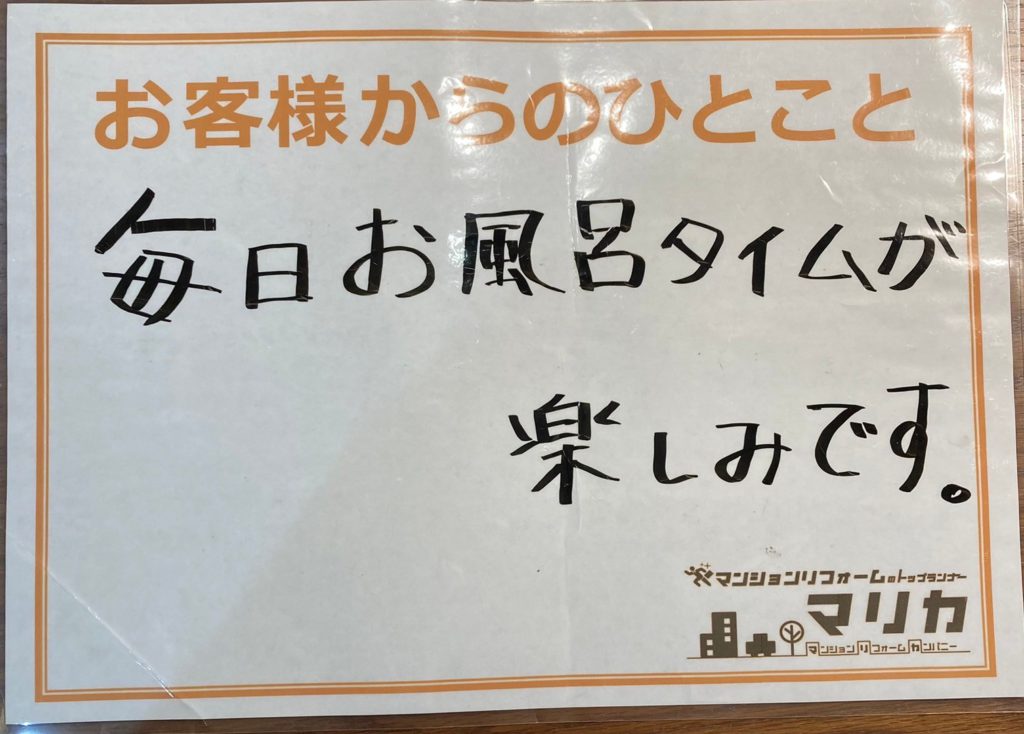 お客様からのひとこと
毎日お風呂タイムが
楽しみです。
マンションリフォームのトップランナー
マリカ
マンションリフォームカンパニー